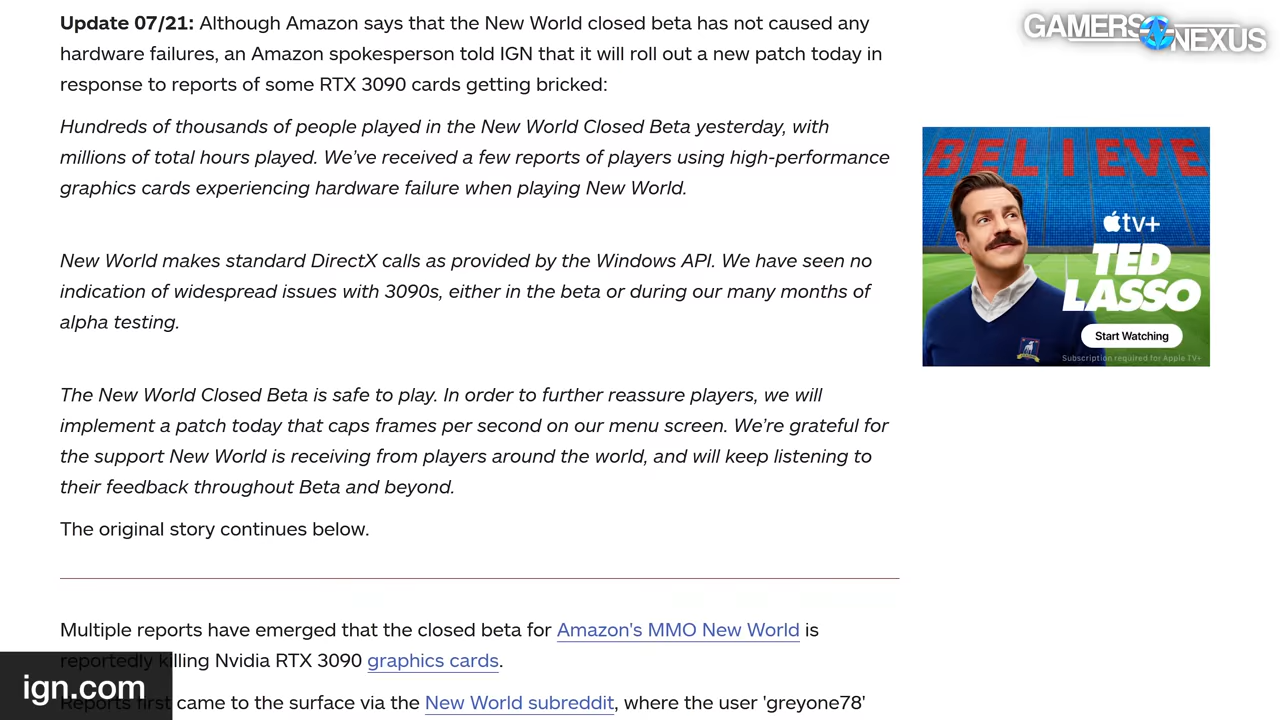 Update 07/21: Although Amazon says that the New World closed beta has not caused any
hardware failures, an Amazon spokesperson told IGN that it will roll out a new patch today in
response to reports of some RTX 3090 cards getting bricked:
Hundreds of thousands of people played in the New World Closed Beta yesterday, with
millions of total hours played. We've received a few reports of players using high-performance
graphics cards experiencing hardware failure when playing New World.
New World makes standard DirectX calls as provided by the Windows API. We have seen no
indication of widespread issues with 3090s, either in the beta or during our many months of
alpha testing.
The New World Closed Beta is safe to play. In order to further reassure players, we will
implement a patch today that caps frames per second on our menu screen. We're grateful for
the support New World is receiving from players around the world, and will keep listening to
their feedback throughout Beta and beyond.
The original story continues below.
Multiple reports have emerged that the closed beta for Amazon's MMO New World is
reportedly killing Nvidia RTX 3090 graphics cards.
Reports first came to the surface via the New World subreddit, where the user 'greyone78'
GAMERS NEXUS
BELIEVE
tv+
TED
LASSO
Start Watching
Subscription required for Apple TV+
ign.com